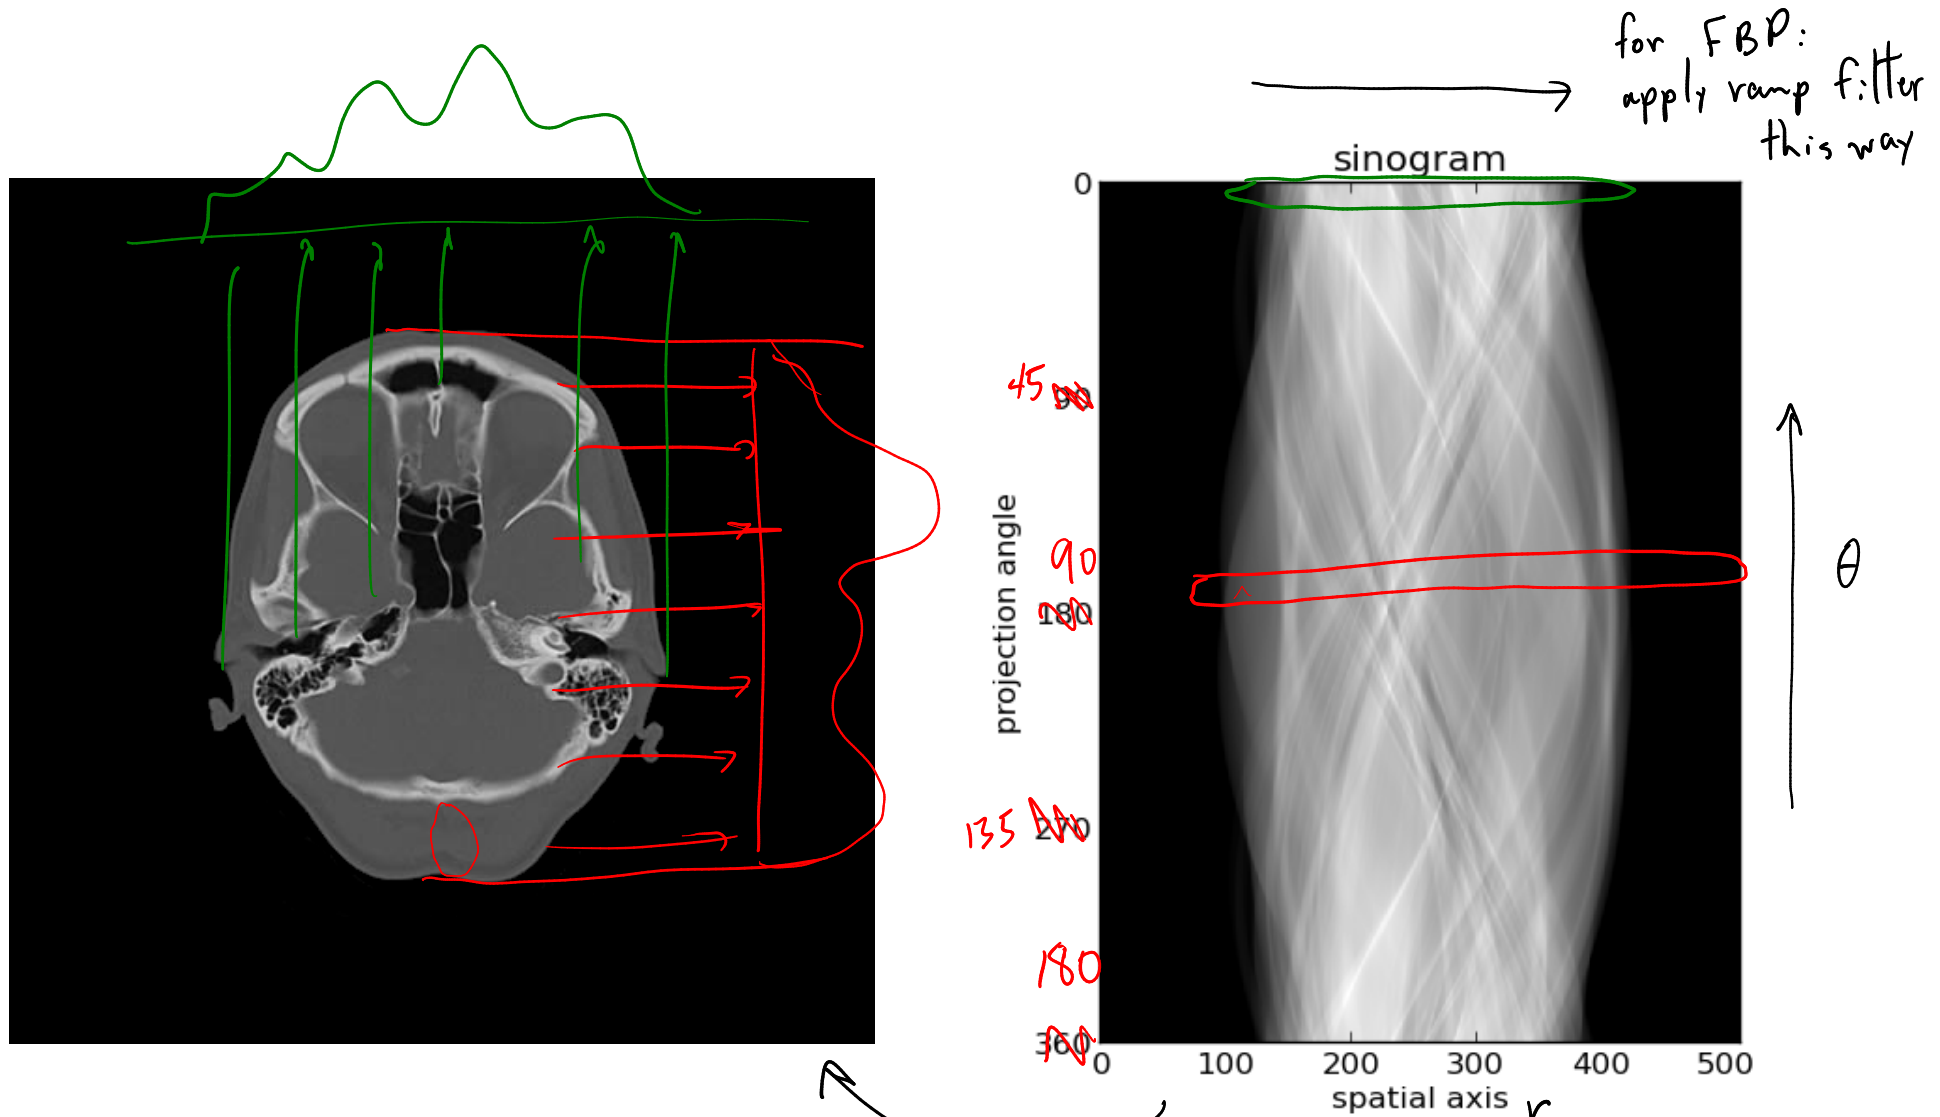 for FBP:
apply ramp filter
this way
sinogram
0
45
90
90
180
135
270
180
360
projection angle
θ
0 100 200 300 400 500
spatial axis
r